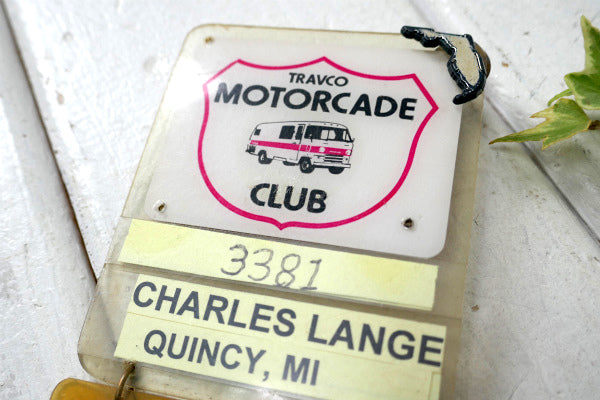 TRAVCO
MOTORCADE
CLUB
3381
CHARLES LANGE
QUINCY, MI